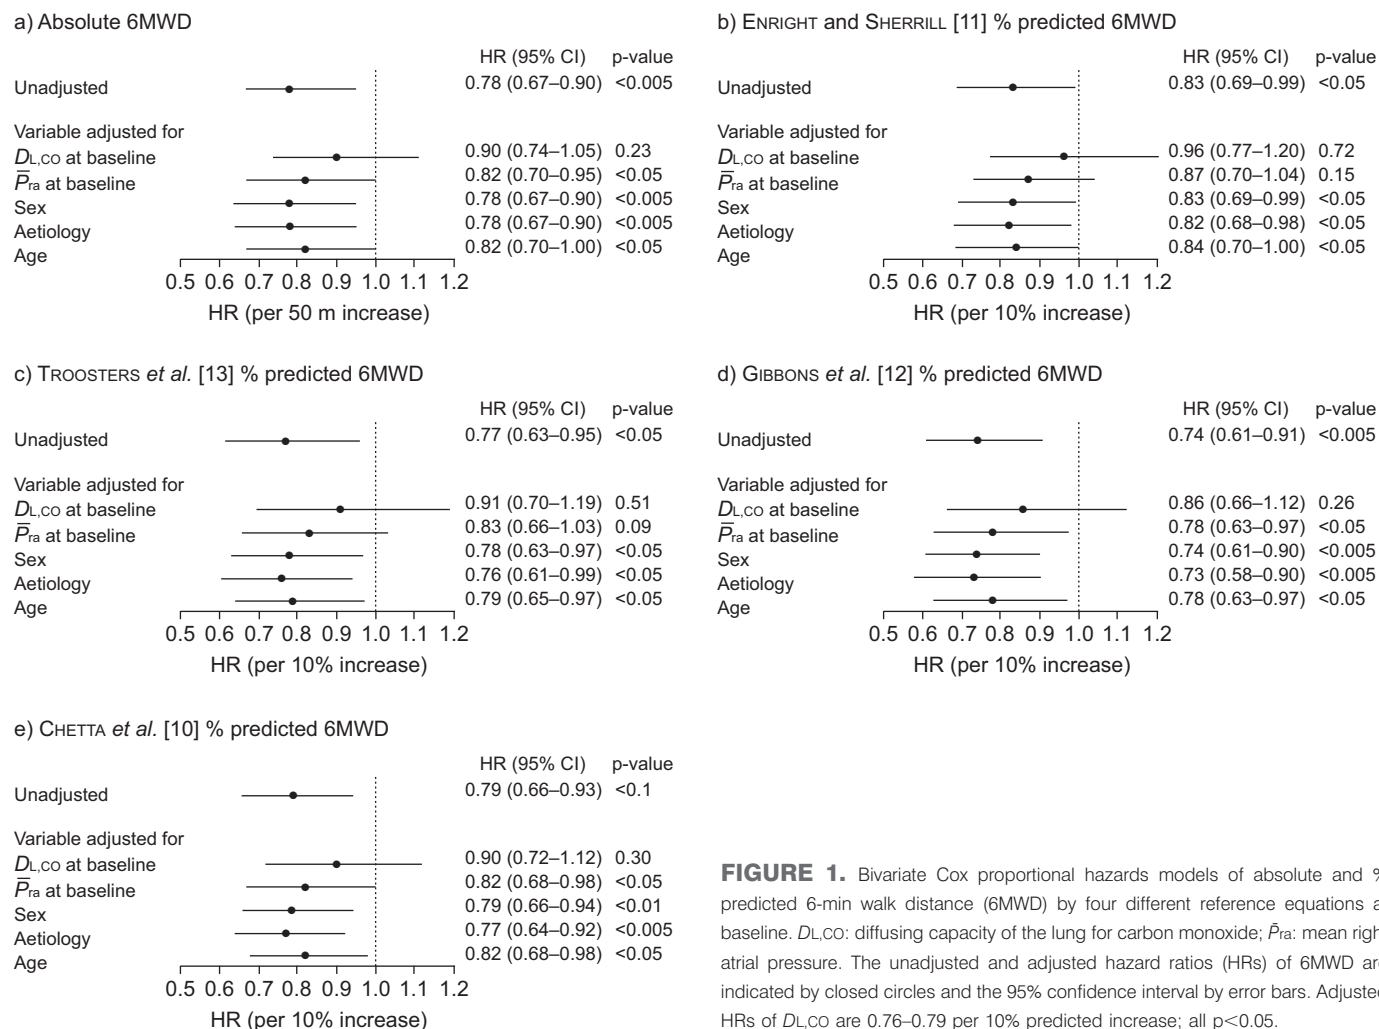 a) Absolute 6MWD
HR (95% CI) p-value
Unadjusted 0.78 (0.67–0.90) <0.005
Variable adjusted for
DL,CO at baseline 0.90 (0.74–1.05) 0.23
P̄ra at baseline 0.82 (0.70–0.95) <0.05
Sex 0.78 (0.67–0.90) <0.005
Aetiology 0.78 (0.67–0.90) <0.005
Age 0.82 (0.70–1.00) <0.05
0.5 0.6 0.7 0.8 0.9 1.0 1.1 1.2
HR (per 50 m increase)
b) ENRIGHT and SHERRILL [11] % predicted 6MWD
HR (95% CI) p-value
Unadjusted 0.83 (0.69–0.99) <0.05
Variable adjusted for
DL,CO at baseline 0.96 (0.77–1.20) 0.72
P̄ra at baseline 0.87 (0.70–1.04) 0.15
Sex 0.83 (0.69–0.99) <0.05
Aetiology 0.82 (0.68–0.98) <0.05
Age 0.84 (0.70–1.00) <0.05
0.5 0.6 0.7 0.8 0.9 1.0 1.1 1.2
HR (per 10% increase)
c) TROOSTERS et al. [13] % predicted 6MWD
HR (95% CI) p-value
Unadjusted 0.77 (0.63–0.95) <0.05
Variable adjusted for
DL,CO at baseline 0.91 (0.70–1.19) 0.51
P̄ra at baseline 0.83 (0.66–1.03) 0.09
Sex 0.78 (0.63–0.97) <0.05
Aetiology 0.76 (0.61–0.99) <0.05
Age 0.79 (0.65–0.97) <0.05
0.5 0.6 0.7 0.8 0.9 1.0 1.1 1.2
HR (per 10% increase)
d) GIBBONS et al. [12] % predicted 6MWD
HR (95% CI) p-value
Unadjusted 0.74 (0.61–0.91) <0.005
Variable adjusted for
DL,CO at baseline 0.86 (0.66–1.12) 0.26
P̄ra at baseline 0.78 (0.63–0.97) <0.05
Sex 0.74 (0.61–0.90) <0.005
Aetiology 0.73 (0.58–0.90) <0.005
Age 0.78 (0.63–0.97) <0.05
0.5 0.6 0.7 0.8 0.9 1.0 1.1 1.2
HR (per 10% increase)
e) CHETTA et al. [10] % predicted 6MWD
HR (95% CI) p-value
Unadjusted 0.79 (0.66–0.93) <0.1
Variable adjusted for
DL,CO at baseline 0.90 (0.72–1.12) 0.30
P̄ra at baseline 0.82 (0.68–0.98) <0.05
Sex 0.79 (0.66–0.94) <0.01
Aetiology 0.77 (0.64–0.92) <0.005
Age 0.82 (0.68–0.98) <0.05
0.5 0.6 0.7 0.8 0.9 1.0 1.1 1.2
HR (per 10% increase)
FIGURE 1. Bivariate Cox proportional hazards models of absolute and %
predicted 6-min walk distance (6MWD) by four different reference equations a
baseline. DL,CO: diffusing capacity of the lung for carbon monoxide; P̄ra: mean righ
atrial pressure. The unadjusted and adjusted hazard ratios (HRs) of 6MWD are
indicated by closed circles and the 95% confidence interval by error bars. Adjusted
HRs of DL,CO are 0.76–0.79 per 10% predicted increase; all p<0.05.